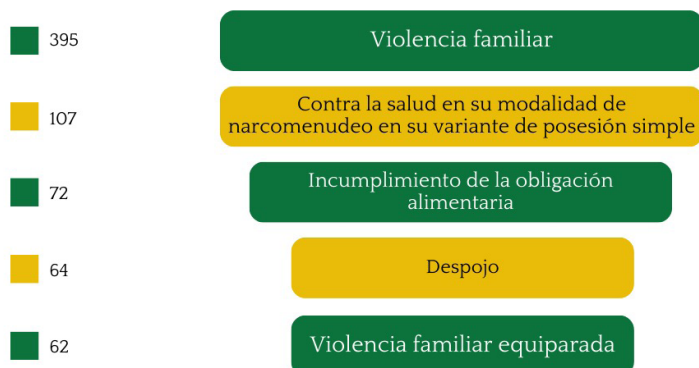 395
Violencia familiar
107
Contra la salud en su modalidad de
narcomenudeo en su variante de posesión simple
72
Incumplimiento de la obligación
alimentaria
64
Despojo
62
Violencia familiar equiparada